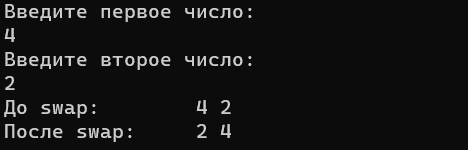 Введите первое число:
4
Введите второе число:
2
До swap: 4 2
После swap: 2 4